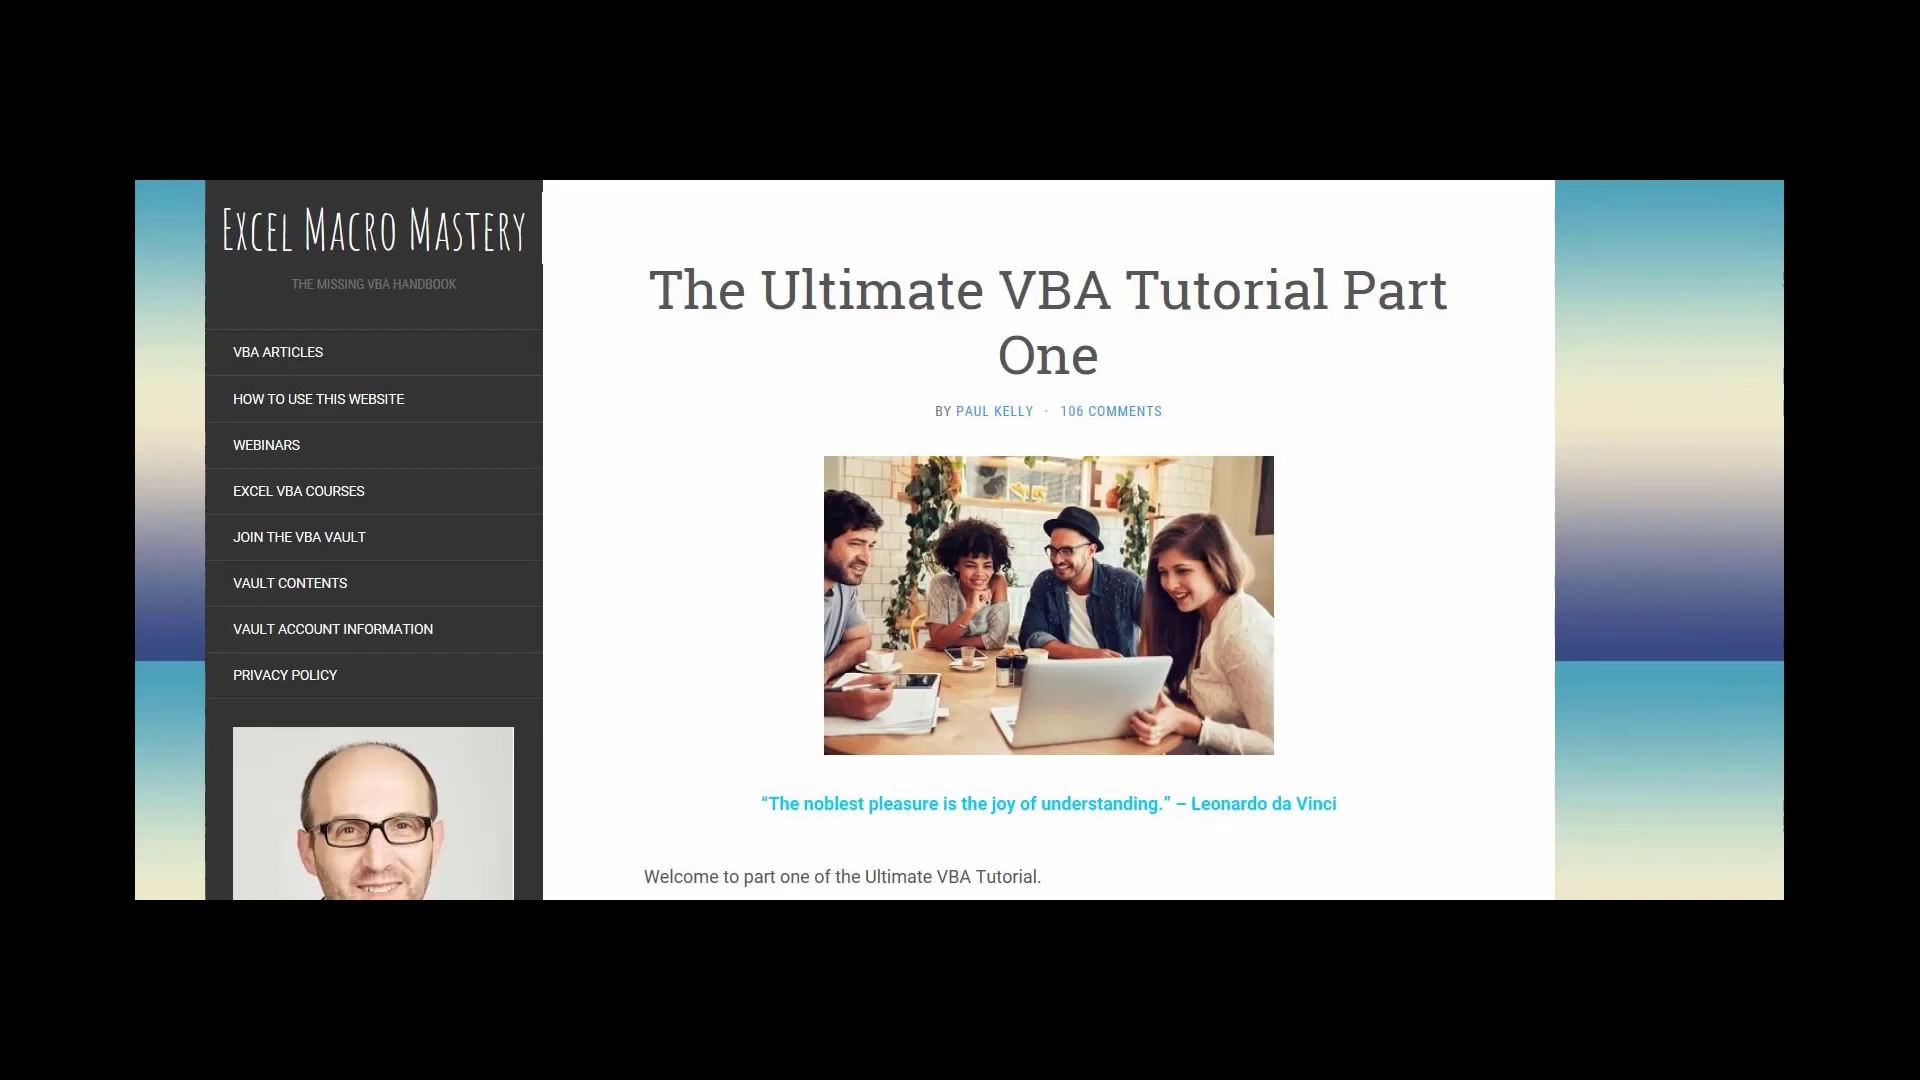 EXCEL MACRO MASTERY
THE MISSING VBA HANDBOOK
VBA ARTICLES
HOW TO USE THIS WEBSITE
WEBINARS
EXCEL VBA COURSES
JOIN THE VBA VAULT
VAULT CONTENTS
VAULT ACCOUNT INFORMATION
PRIVACY POLICY
The Ultimate VBA Tutorial Part
One
BY PAUL KELLY · 106 COMMENTS
“The noblest pleasure is the joy of understanding.” – Leonardo da Vinci
Welcome to part one of the Ultimate VBA Tutorial.